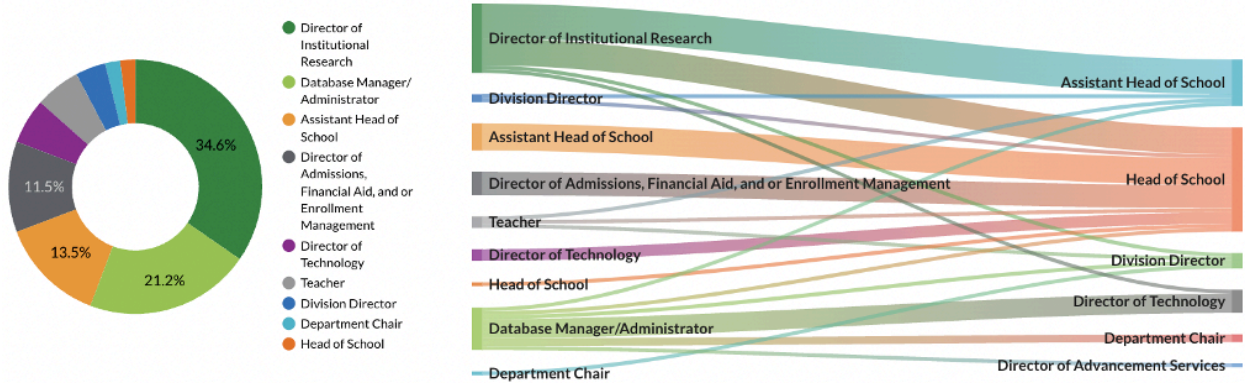 34.6%
21.2%
13.5%
11.5%
Director of
Institutional
Research
Database Manager/
Administrator
Assistant Head of
School
Director of
Admissions,
Financial Aid, and or
Enrollment
Management
Director of
Technology
Teacher
Division Director
Department Chair
Head of School
Director of Institutional Research
Division Director
Assistant Head of School
Director of Admissions, Financial Aid, and or Enrollment Management
Teacher
Director of Technology
Head of School
Database Manager/Administrator
Department Chair
Assistant Head of School
Head of School
Division Director
Director of Technology
Department Chair
Director of Advancement Services